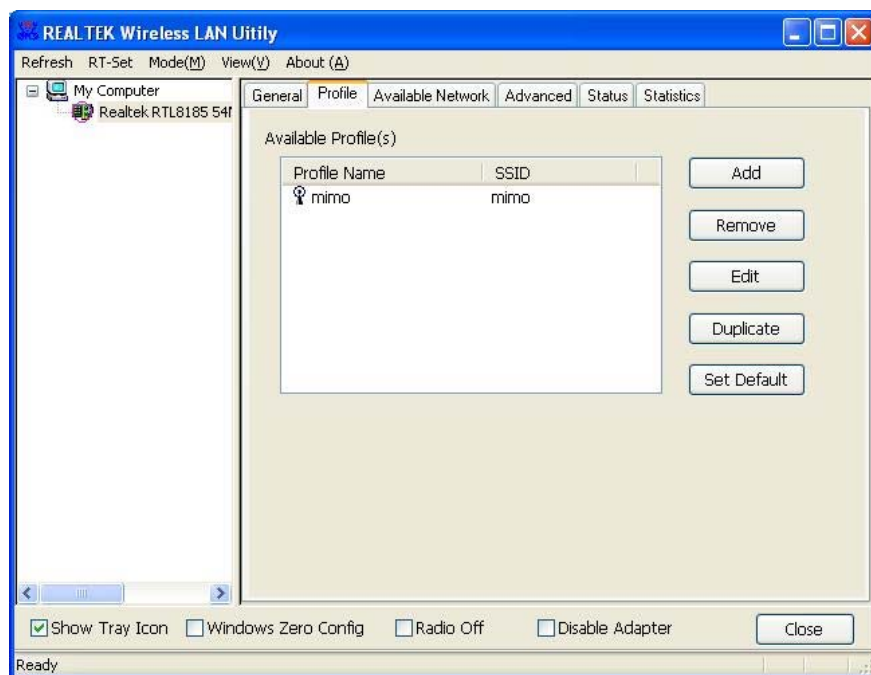 REALTEK Wireless LAN Uitily
Refresh RT-Set Mode(M) View(V) About (A)
My Computer
Realtek RTL8185 54M
General Profile Available Network Advanced Status Statistics
Available Profile(s)
Profile Name SSID
mimo mimo
Add
Remove
Edit
Duplicate
Set Default
Show Tray Icon Windows Zero Config Radio Off Disable Adapter Close
Ready